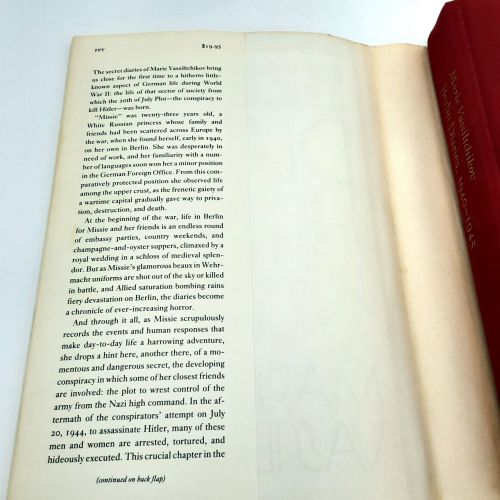 FPT $19.95
The secret diaries of Marie Vassiltchikov bring
us close for the first time to a hitherto little-
known aspect of German life during World
War II: the life of that sector of society from
which the 20th of July Plot—the conspiracy to
kill Hitler—was born.
"Missie" was twenty-three years old, a
White Russian princess whose family and
friends had been scattered across Europe by
the war, when she found herself, early in 1940,
on her own in Berlin. She was desperately in
need of work, and her familiarity with a num-
ber of languages soon won her a minor position
in the German Foreign Office. From this com-
paratively protected position she observed life
among the upper crust, as the frenetic gaiety of
a wartime capital gradually gave way to priva-
tion, destruction, and death.
At the beginning of the war, life in Berlin
for Missie and her friends is an endless round
of embassy parties, country weekends, and
champagne-and-oyster suppers, climaxed by a
royal wedding in a schloss of medieval splen-
dor. But as Missie's glamorous beaux in Wehr-
macht uniforms are shot out of the sky or killed
in battle, and Allied saturation bombing rains
fiery devastation on Berlin, the diaries become
a chronicle of ever-increasing horror.
And through it all, as Missie scrupulously
records the events and human responses that
make day-to-day life a harrowing adventure,
she drops a hint here, another there, of a mo-
mentous and dangerous secret, the developing
conspiracy in which some of her closest friends
are involved: the plot to wrest control of the
army from the Nazi high command. In the af-
termath of the conspirators' attempt on July
20, 1944, to assassinate Hitler, many of these
men and women are arrested, tortured, and
hideously executed. This crucial chapter in the
(continued on back flap)
Marie Vassiltchikov
Berlin Diaries, 1940–1945